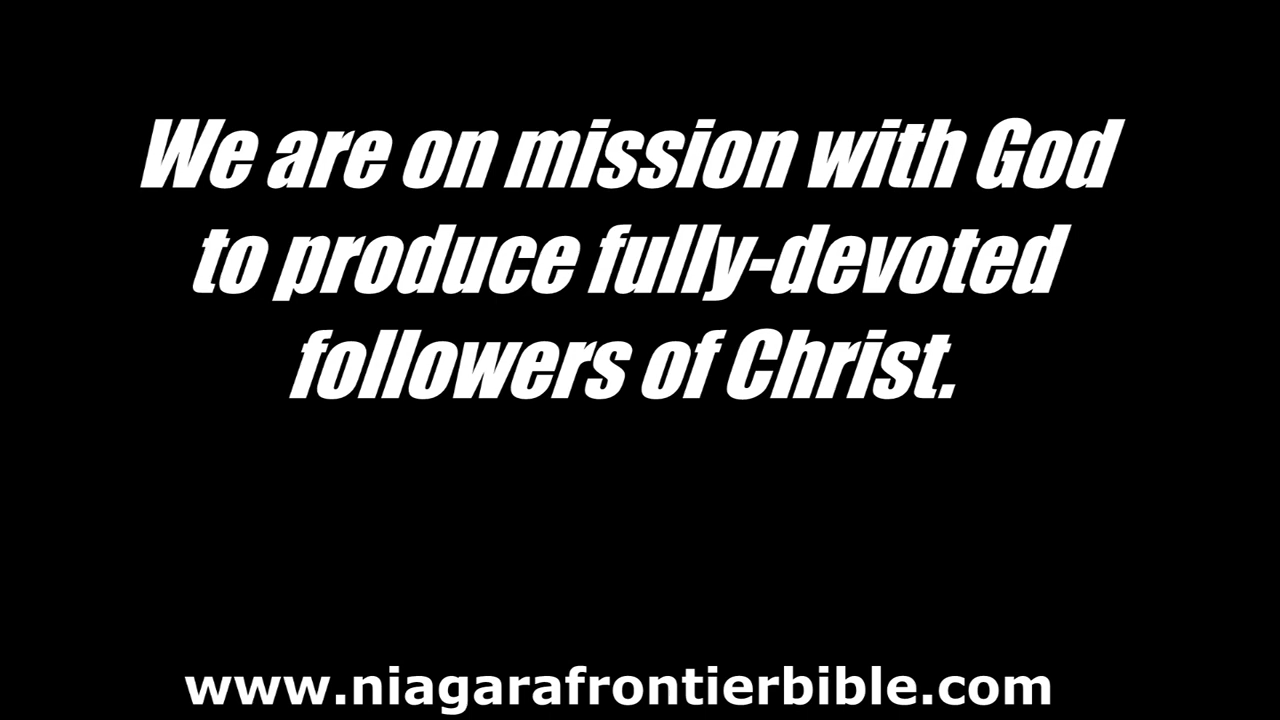 We are on mission with God
to produce fully-devoted
followers of Christ.
www.niagarafrontierbible.com